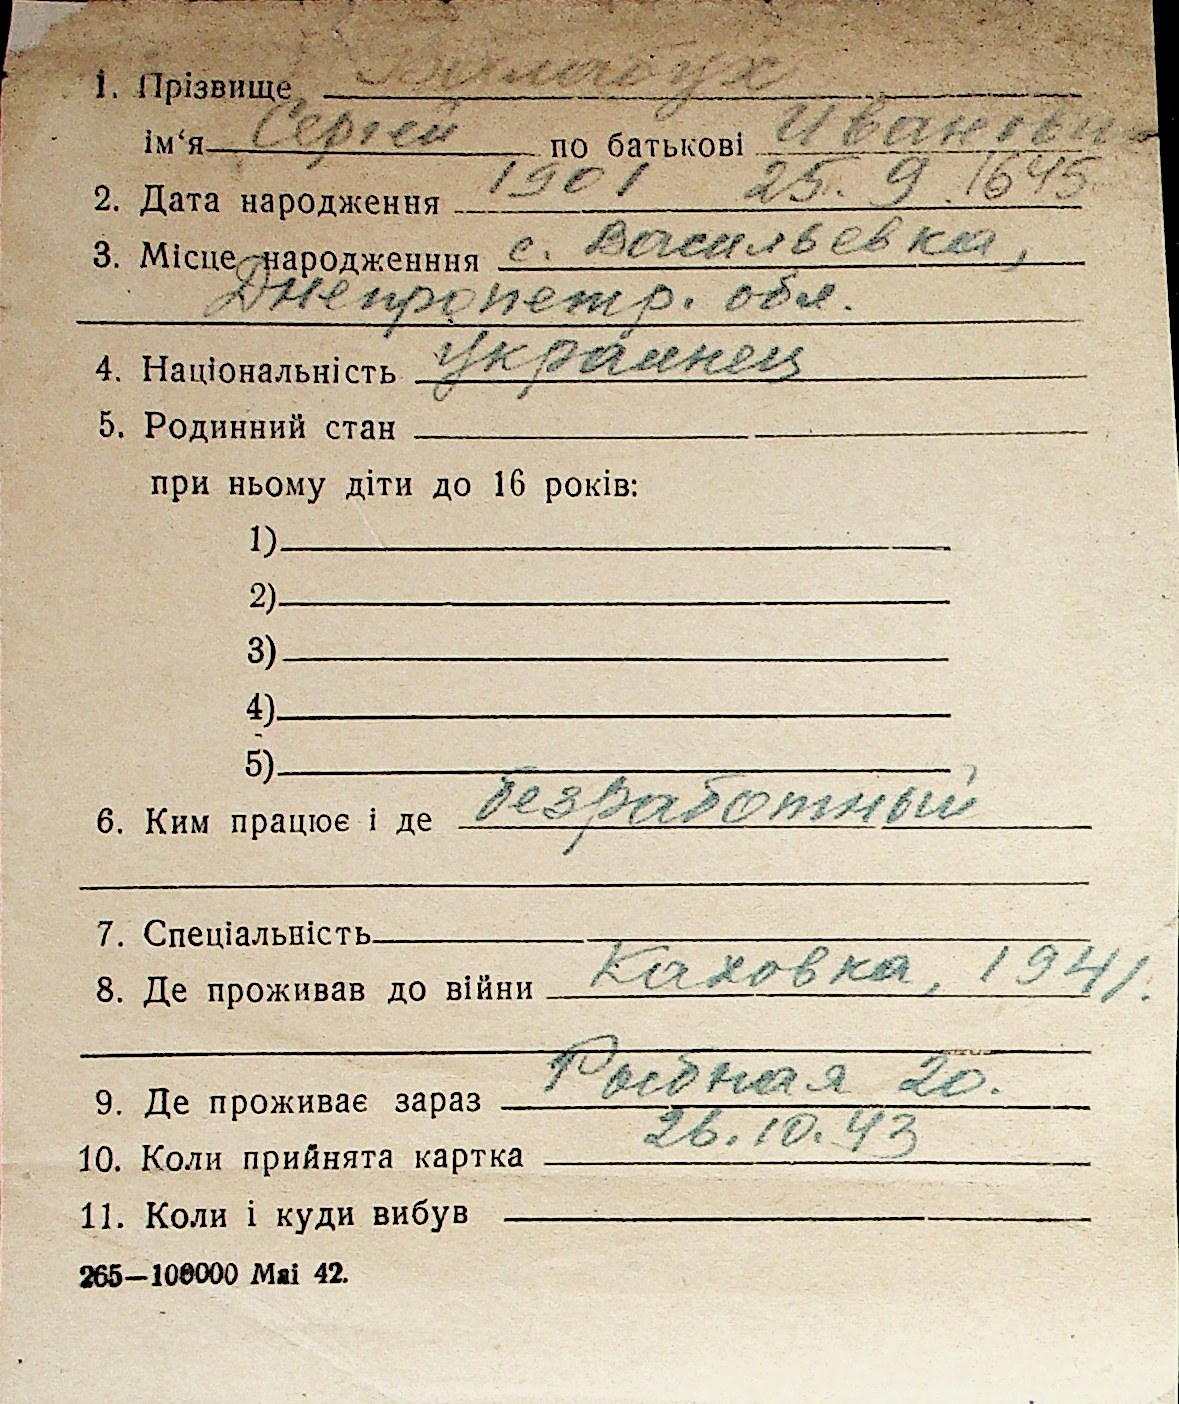 1. Прізвище Балабух
ім‘я Сергей по батькові Иванович
2. Дата народження 1901 25. 9. 1645
3. Місце народженння с. Васильевка,
Днепропетр. обл.
4. Національність украинец
5. Родинний стан
при ньому діти до 16 років:
1)
2)
3)
4)
5)
6. Ким працює і де безработный
7. Спеціальність
8. Де проживав до війни Каховка, 1941.
9. Де проживає зараз Рыбная 20.
10. Коли прийнята картка 26.10.43
11. Коли і куди вибув
265—100000 Маі 42.